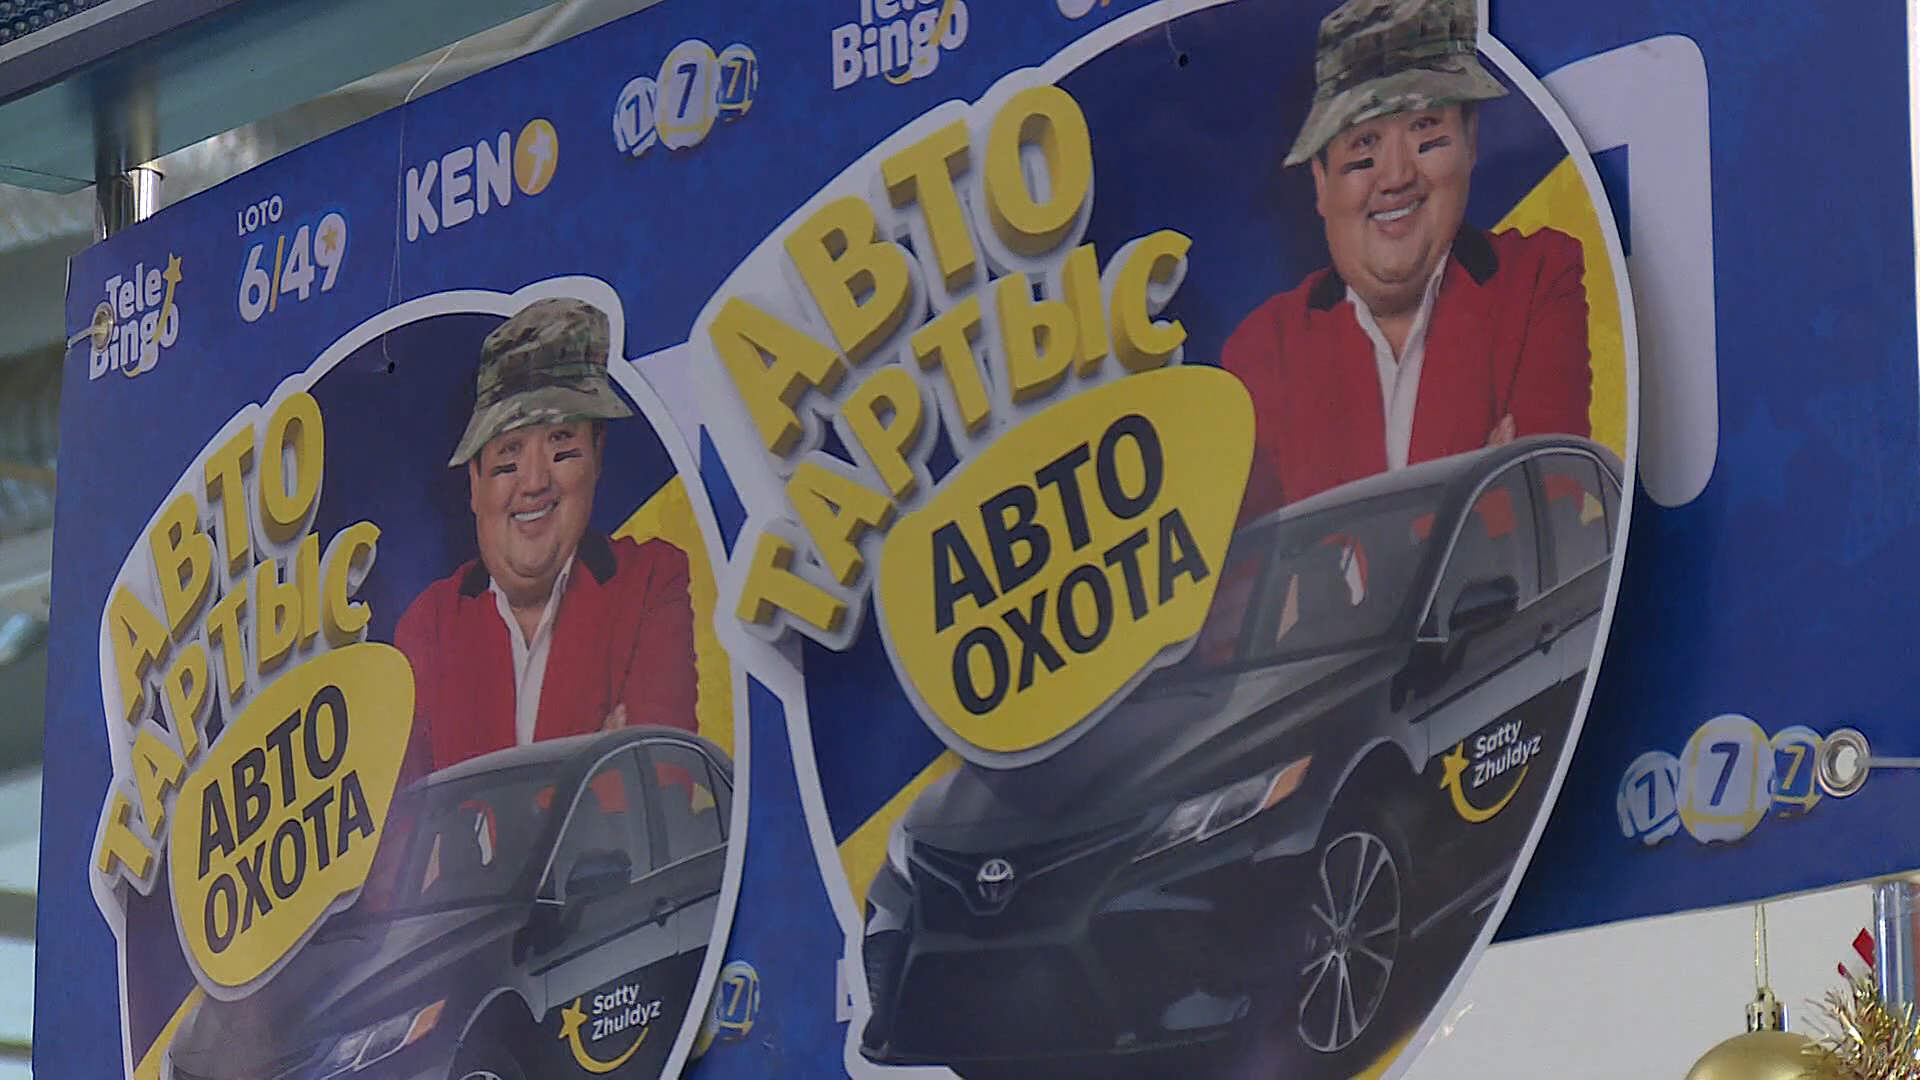 Tele
Bingo
LOTO
6/49
KENO
777
Tele
Bingo
АВТО
ТАРТЫС
АВТО
ОХОТА
Satty
Zhuldyz
АВТО
ТАРТЫС
АВТО
ОХОТА
Satty
Zhuldyz
777
7